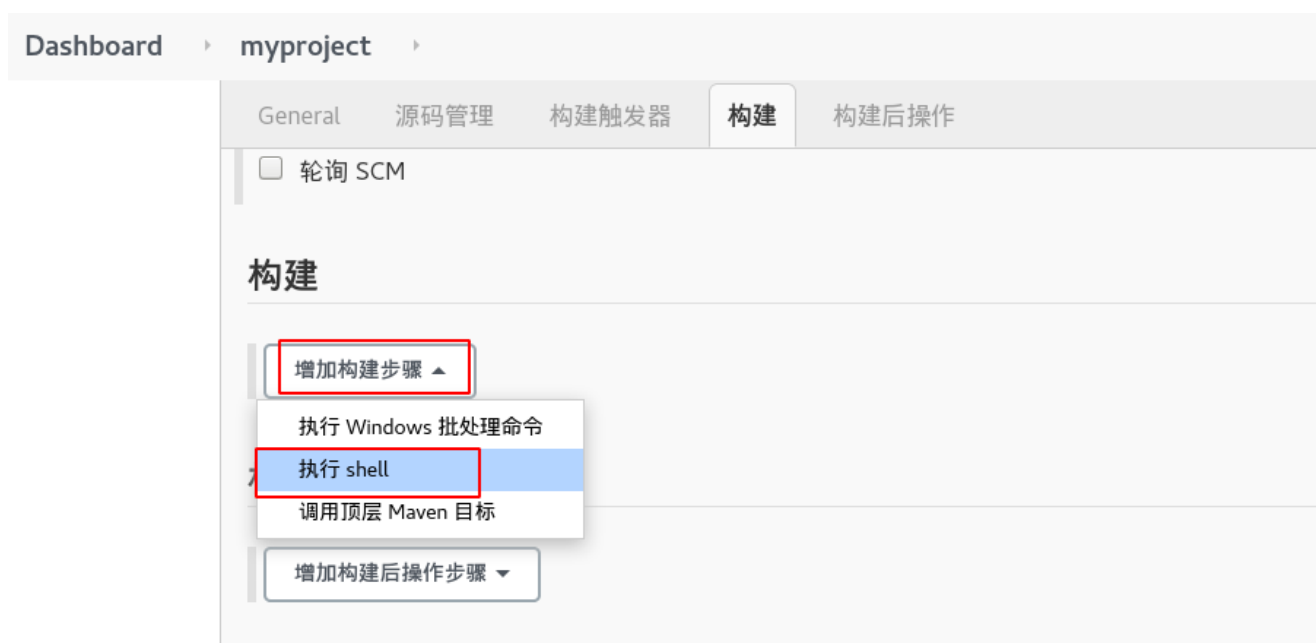 Dashboard myproject
General 源码管理 构建触发器 构建 构建后操作
轮询 SCM
构建
增加构建步骤
执行 Windows 批处理命令
执行 shell
调用顶层 Maven 目标
增加构建后操作步骤